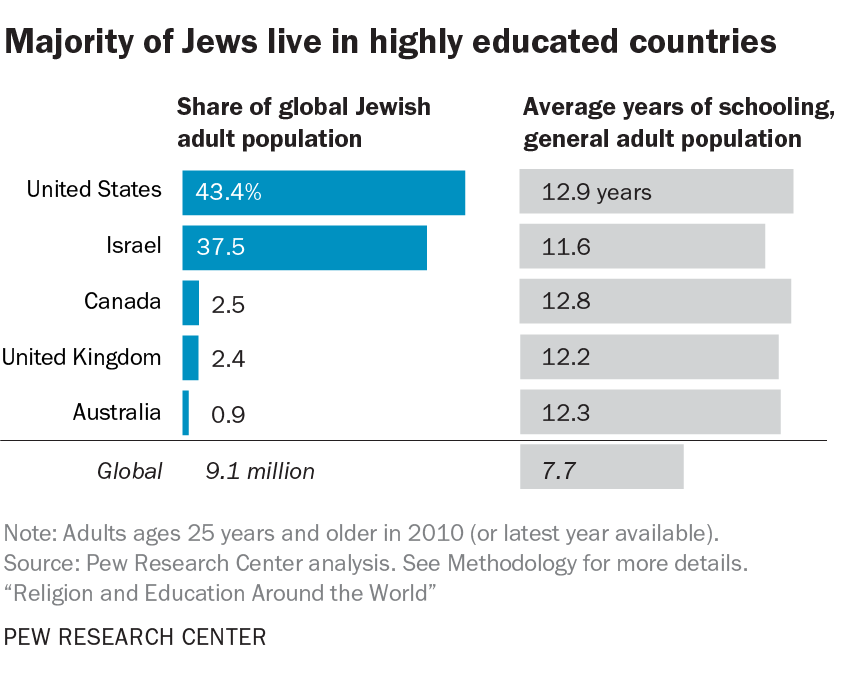 Majority of Jews live in highly educated countries
Share of global Jewish
adult population
Average years of schooling,
general adult population
United States 43.4% 12.9 years
Israel 37.5 11.6
Canada 2.5 12.8
United Kingdom 2.4 12.2
Australia 0.9 12.3
Global 9.1 million 7.7
Note: Adults ages 25 years and older in 2010 (or latest year available).
Source: Pew Research Center analysis. See Methodology for more details.
“Religion and Education Around the World”
PEW RESEARCH CENTER